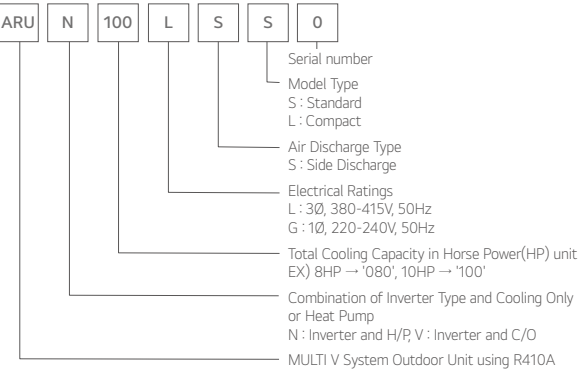 ARU N 100 L S S 0
Serial number
Model Type
S : Standard
L : Compact
Air Discharge Type
S : Side Discharge
Electrical Ratings
L : 3Ø, 380-415V, 50Hz
G : 1Ø, 220-240V, 50Hz
Total Cooling Capacity in Horse Power(HP) unit
EX) 8HP → '080', 10HP → '100'
Combination of Inverter Type and Cooling Only
or Heat Pump
N : Inverter and H/P, V : Inverter and C/O
MULTI V System Outdoor Unit using R410A